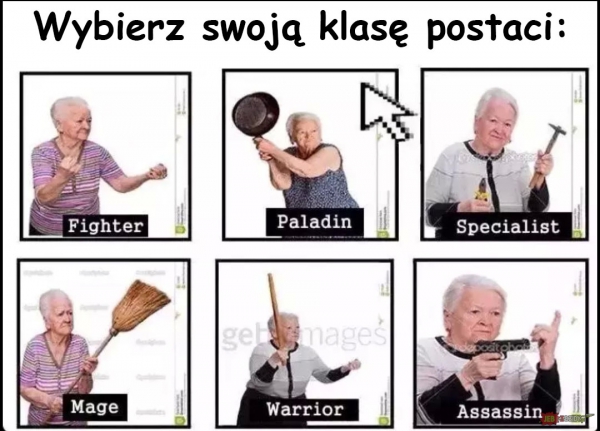 Wybierz swoją klasę postaci:
Fighter
Paladin
Specialist
Mage
Warrior
Assassin